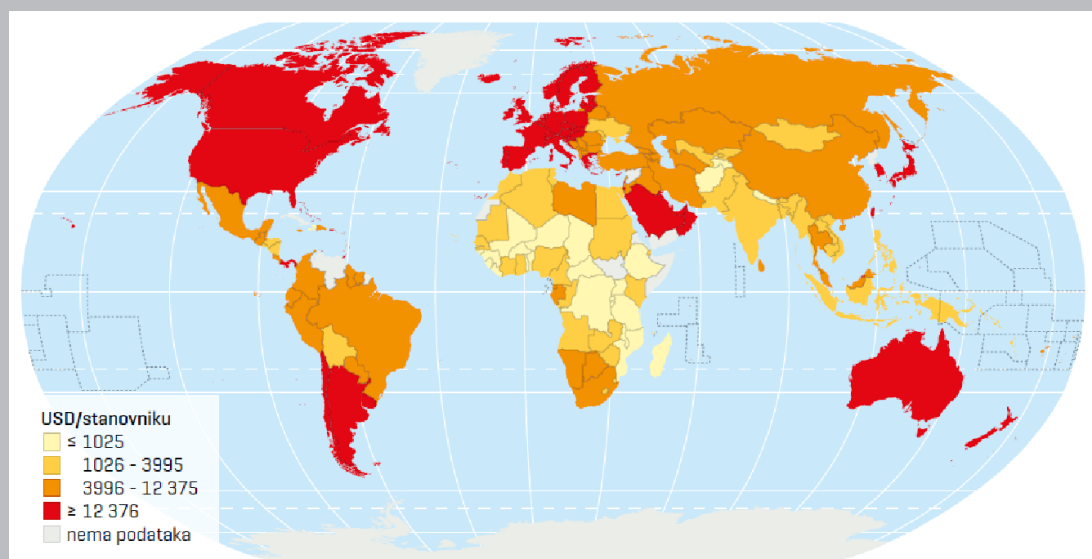 USD/stanovniku
≤ 1025
1026 - 3995
3996 - 12 375
≥ 12 376
nema podataka